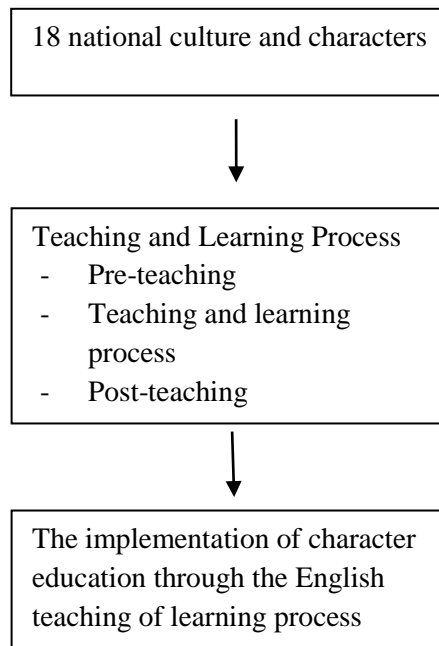 18 national culture and characters
Teaching and Learning Process
- Pre-teaching
- Teaching and learning
process
- Post-teaching
The implementation of character
education through the English
teaching of learning process